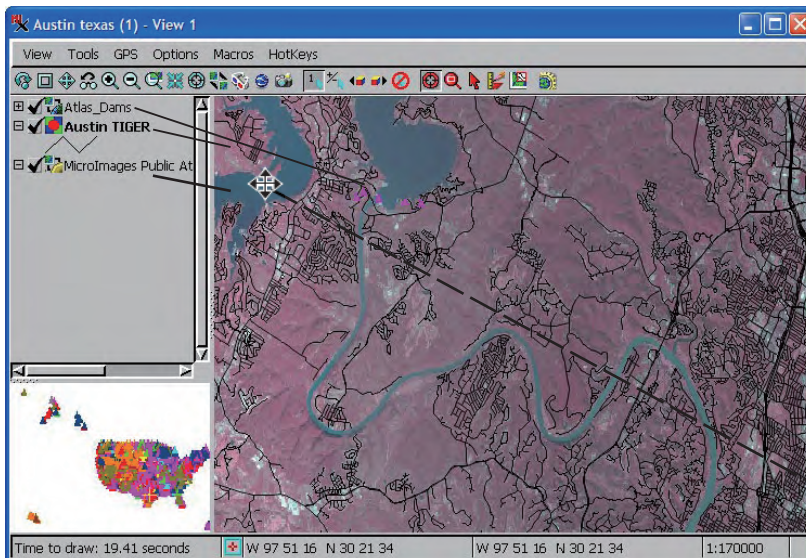 Austin texas (1) - View 1
View Tools GPS Options Macros HotKeys
Atlas_Dams
Austin TIGER
MicroImages Public At
Time to draw: 19.41 seconds
W 97 51 16 N 30 21 34
W 97 51 16 N 30 21 34
1:170000